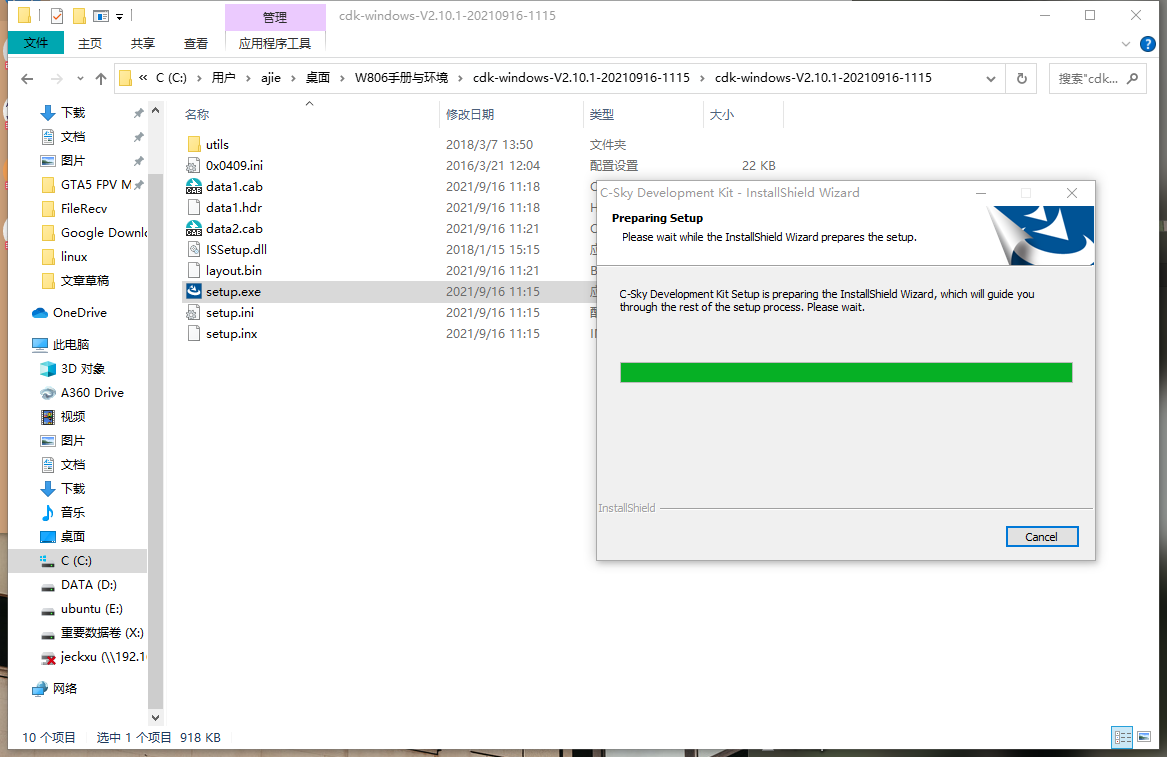 管理
cdk-windows-V2.10.1-20210916-1115
文件
主页
共享
查看
应用程序工具
« C (C:) › 用户 › ajie › 桌面 › W806手册与环境 › cdk-windows-V2.10.1-20210916-1115 › cdk-windows-V2.10.1-20210916-1115
搜索"cdk...
下载
文档
图片
GTA5 FPV M
FileRecv
Google Downlo
linux
文章草稿
OneDrive
此电脑
3D 对象
A360 Drive
视频
图片
文档
下载
音乐
桌面
C (C:)
DATA (D:)
ubuntu (E:)
重要数据卷 (X:)
jeckxu (\\192.1
网络
名称 修改日期 类型 大小
utils 2018/3/7 13:50 文件夹
0x0409.ini 2016/3/21 12:04 配置设置 22 KB
data1.cab 2021/9/16 11:18
data1.hdr 2021/9/16 11:18
data2.cab 2021/9/16 11:21
ISSetup.dll 2018/1/15 15:15
layout.bin 2021/9/16 11:21
setup.exe 2021/9/16 11:15
setup.ini 2021/9/16 11:15
setup.inx 2021/9/16 11:15
C-Sky Development Kit - InstallShield Wizard
Preparing Setup
Please wait while the InstallShield Wizard prepares the setup.
C-Sky Development Kit Setup is preparing the InstallShield Wizard, which will guide you
through the rest of the setup process. Please wait.
InstallShield
Cancel
10 个项目 选中 1 个项目 918 KB